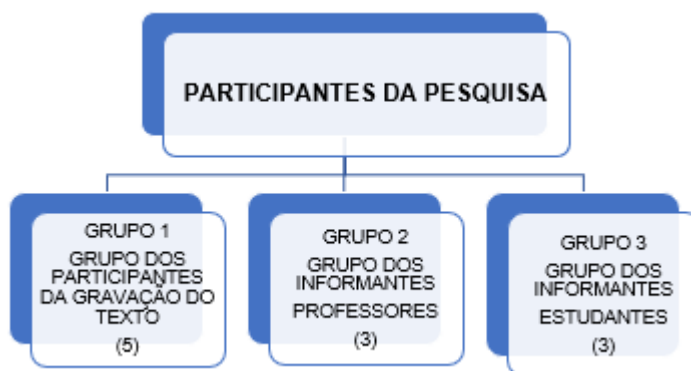 PARTICIPANTES DA PESQUISA
GRUPO 1
GRUPO DOS
PARTICIPANTES
DA GRAVAÇÃO DO
TEXTO
(5)
GRUPO 2
GRUPO DOS
INFORMANTES
PROFESSORES
(3)
GRUPO 3
GRUPO DOS
INFORMANTES
ESTUDANTES
(3)